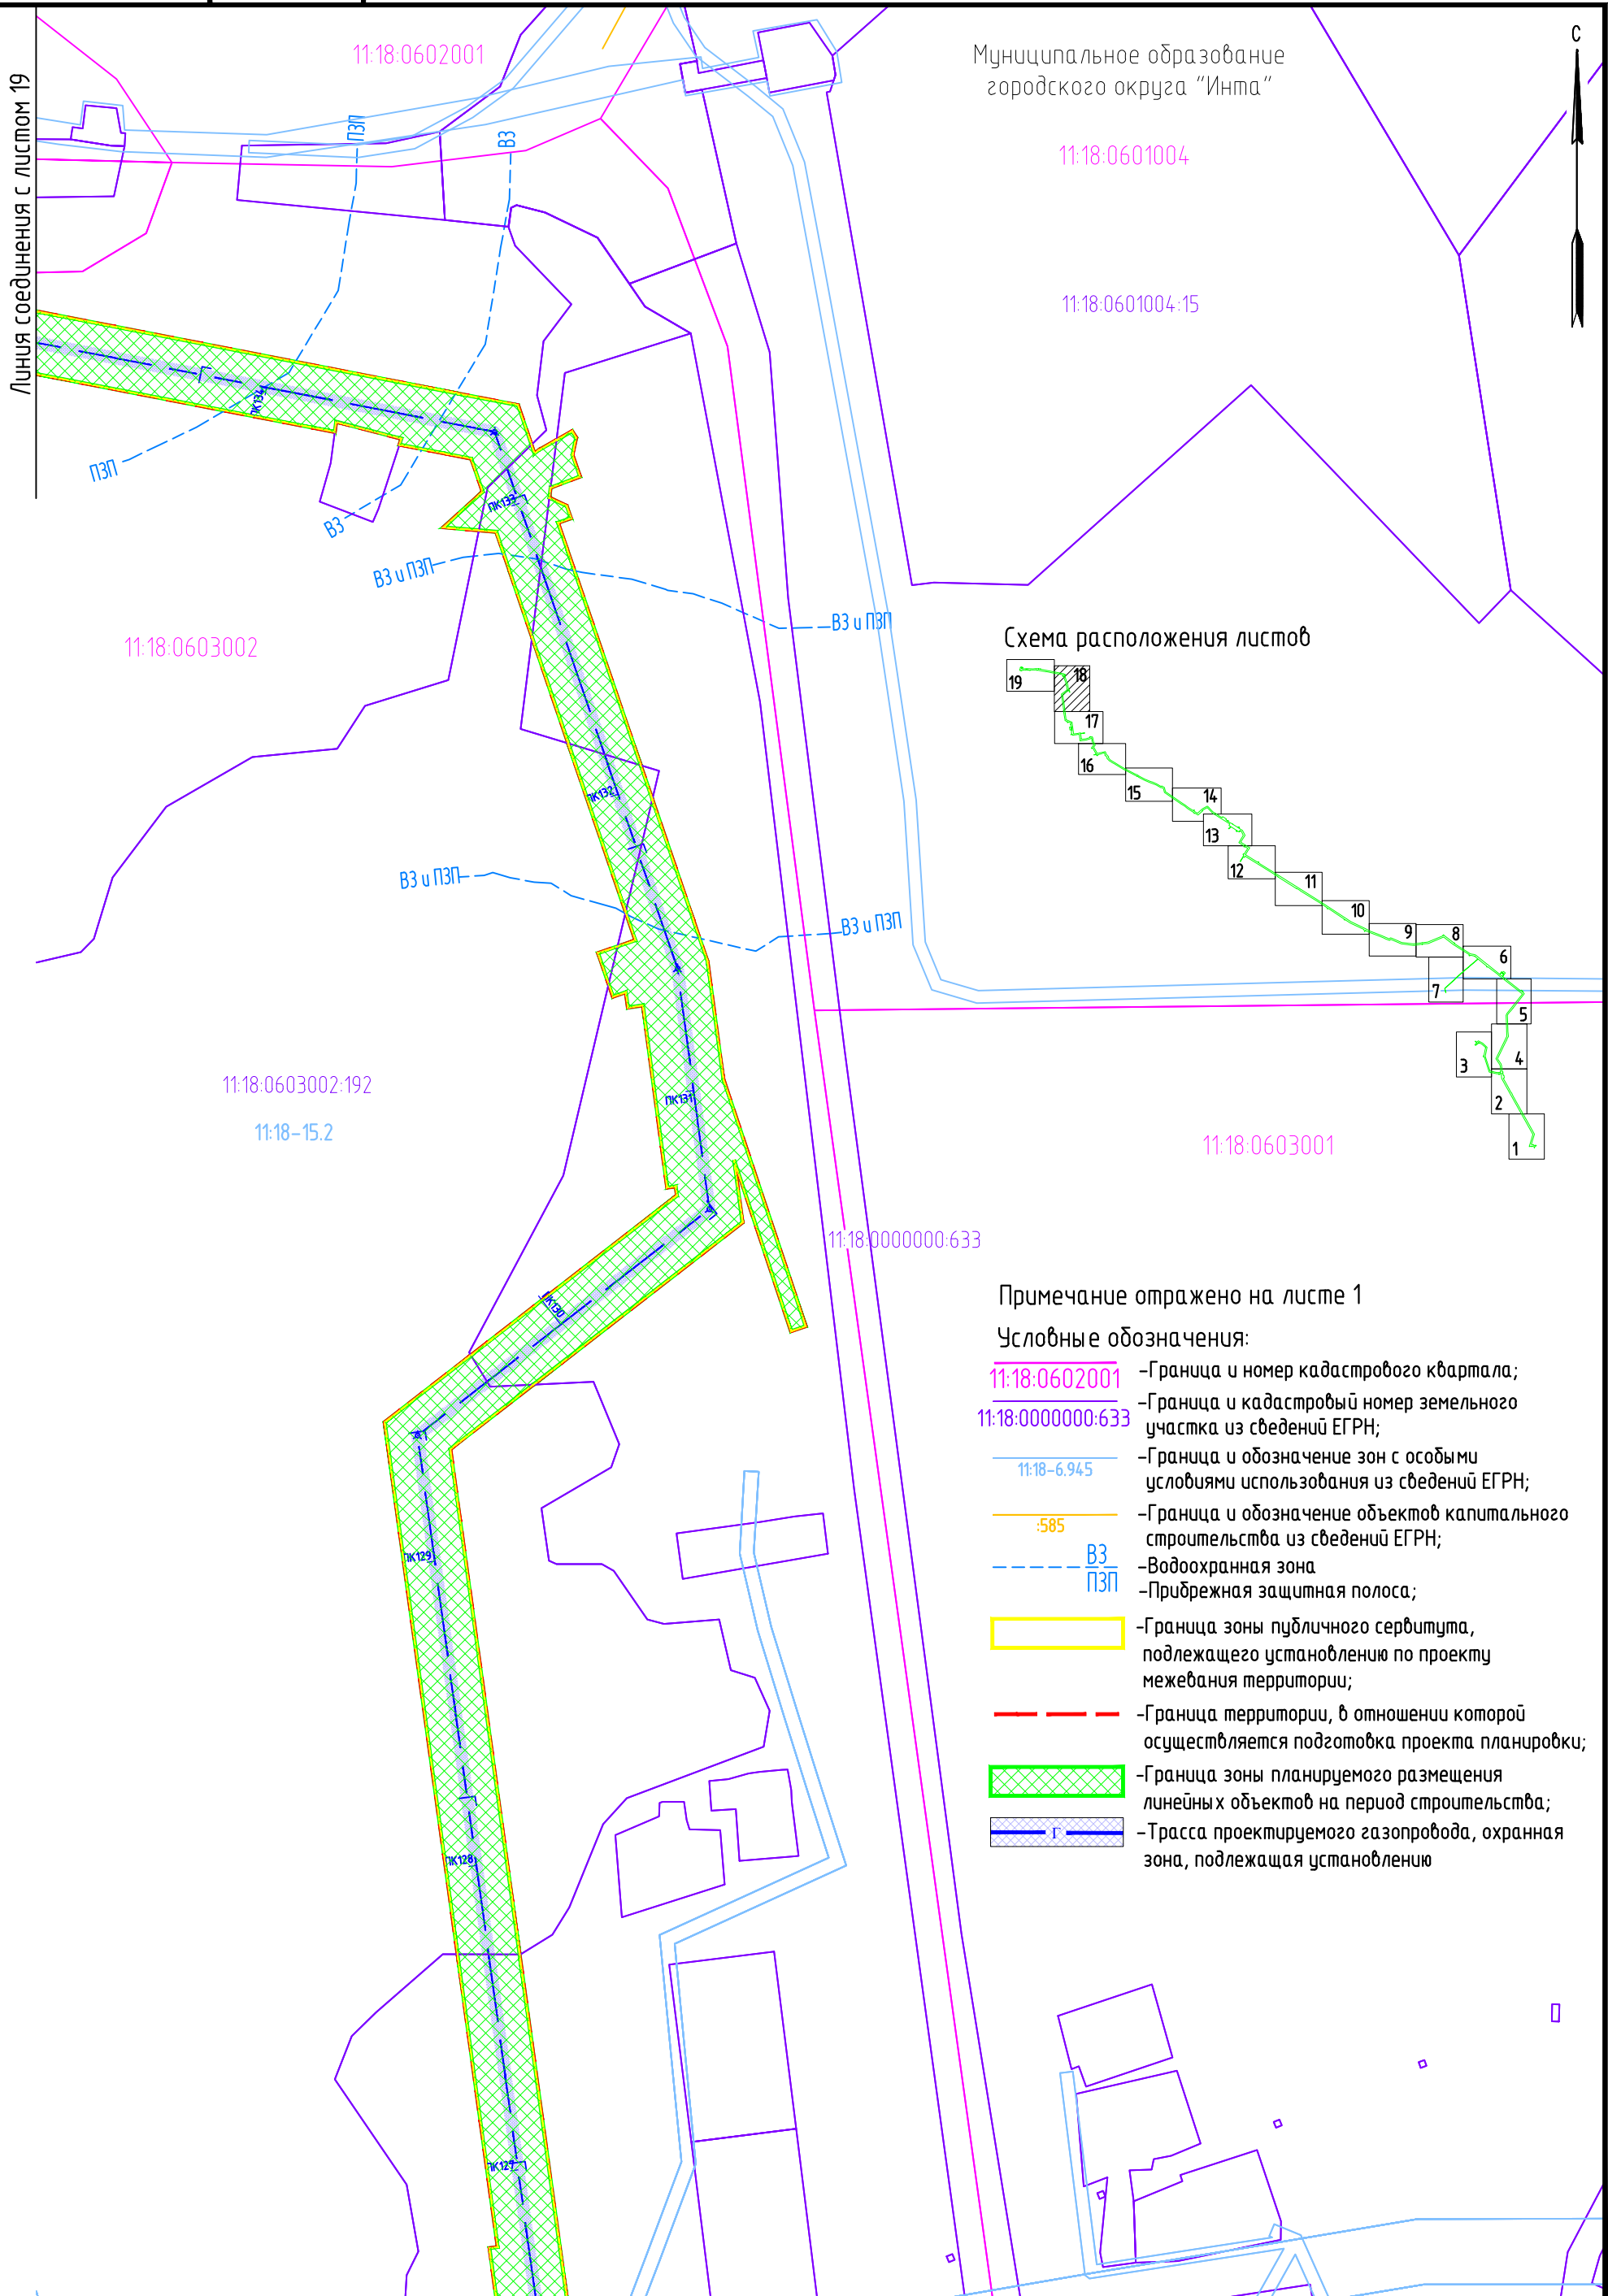 Линия соединения с листом 19
11:18:0602001
Муниципальное образование
городского округа "Инта"
С
11:18:0601004
11:18:0601004:15
ПЗП
ВЗ
ПК134
ПЗП
ВЗ
ПК133
ВЗ и ПЗП
ВЗ и ПЗП
11:18:0603002
Схема расположения листов
19
18
17
16
15
14
13
12
11
10
9
8
7
6
5
4
3
2
1
ПК132
ВЗ и ПЗП
ВЗ и ПЗП
11:18:0603002:192
11:18-15.2
ПК131
11:18:0603001
11:18:0000000:633
ПК130
Примечание отражено на листе 1
Условные обозначения:
11:18:0602001
-Граница и номер кадастрового квартала;
11:18:0000000:633
-Граница и кадастровый номер земельного
участка из сведений ЕГРН;
11:18-6.945
-Граница и обозначение зон с особыми
условиями использования из сведений ЕГРН;
:585
-Граница и обозначение объектов капитального
строительства из сведений ЕГРН;
ВЗ
ПЗП
-Водоохранная зона
-Прибрежная защитная полоса;
-Граница зоны публичного сервитута,
подлежащего установлению по проекту
межевания территории;
-Граница территории, в отношении которой
осуществляется подготовка проекта планировки;
-Граница зоны планируемого размещения
линейных объектов на период строительства;
Г
-Трасса проектируемого газопровода, охранная
зона, подлежащая установлению
ПК129
ПК128
ПК127